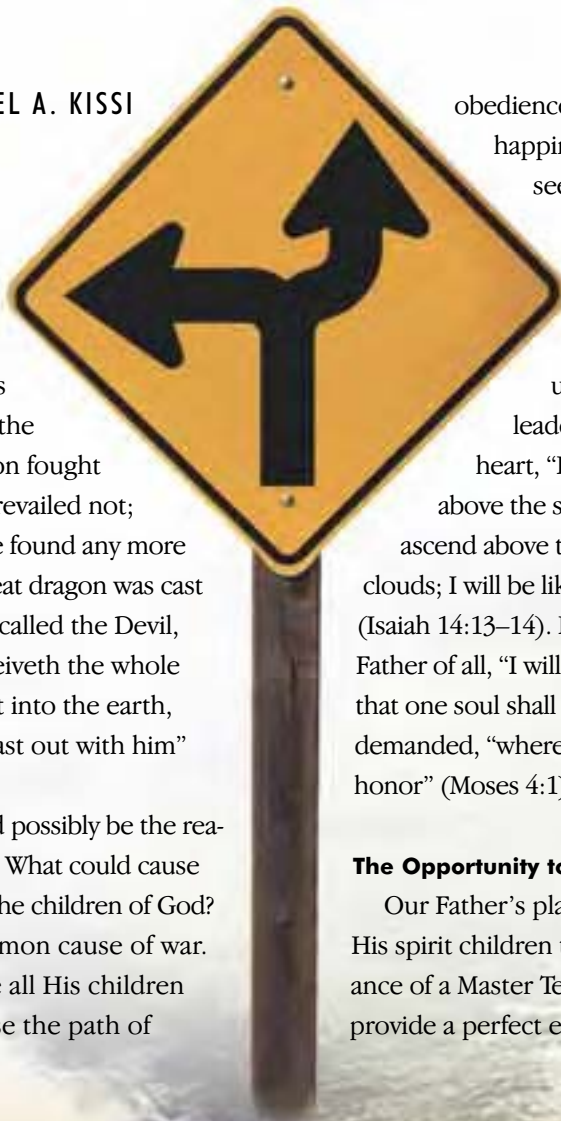 EL A. KISSI
s
the
on fought
revailed not;
e found any more
eat dragon was cast
called the Devil,
eiveth the whole
t into the earth,
ast out with him”
d possibly be the rea-
What could cause
he children of God?
mon cause of war.
e all His children
se the path of
obedience
happin
see
u
leade
heart, “I
above the s
ascend above t
clouds; I will be lik
(Isaiah 14:13–14). I
Father of all, “I will
that one soul shall
demanded, “where
honor” (Moses 4:1)
The Opportunity to
Our Father’s pla
His spirit children t
ance of a Master Te
provide a perfect e